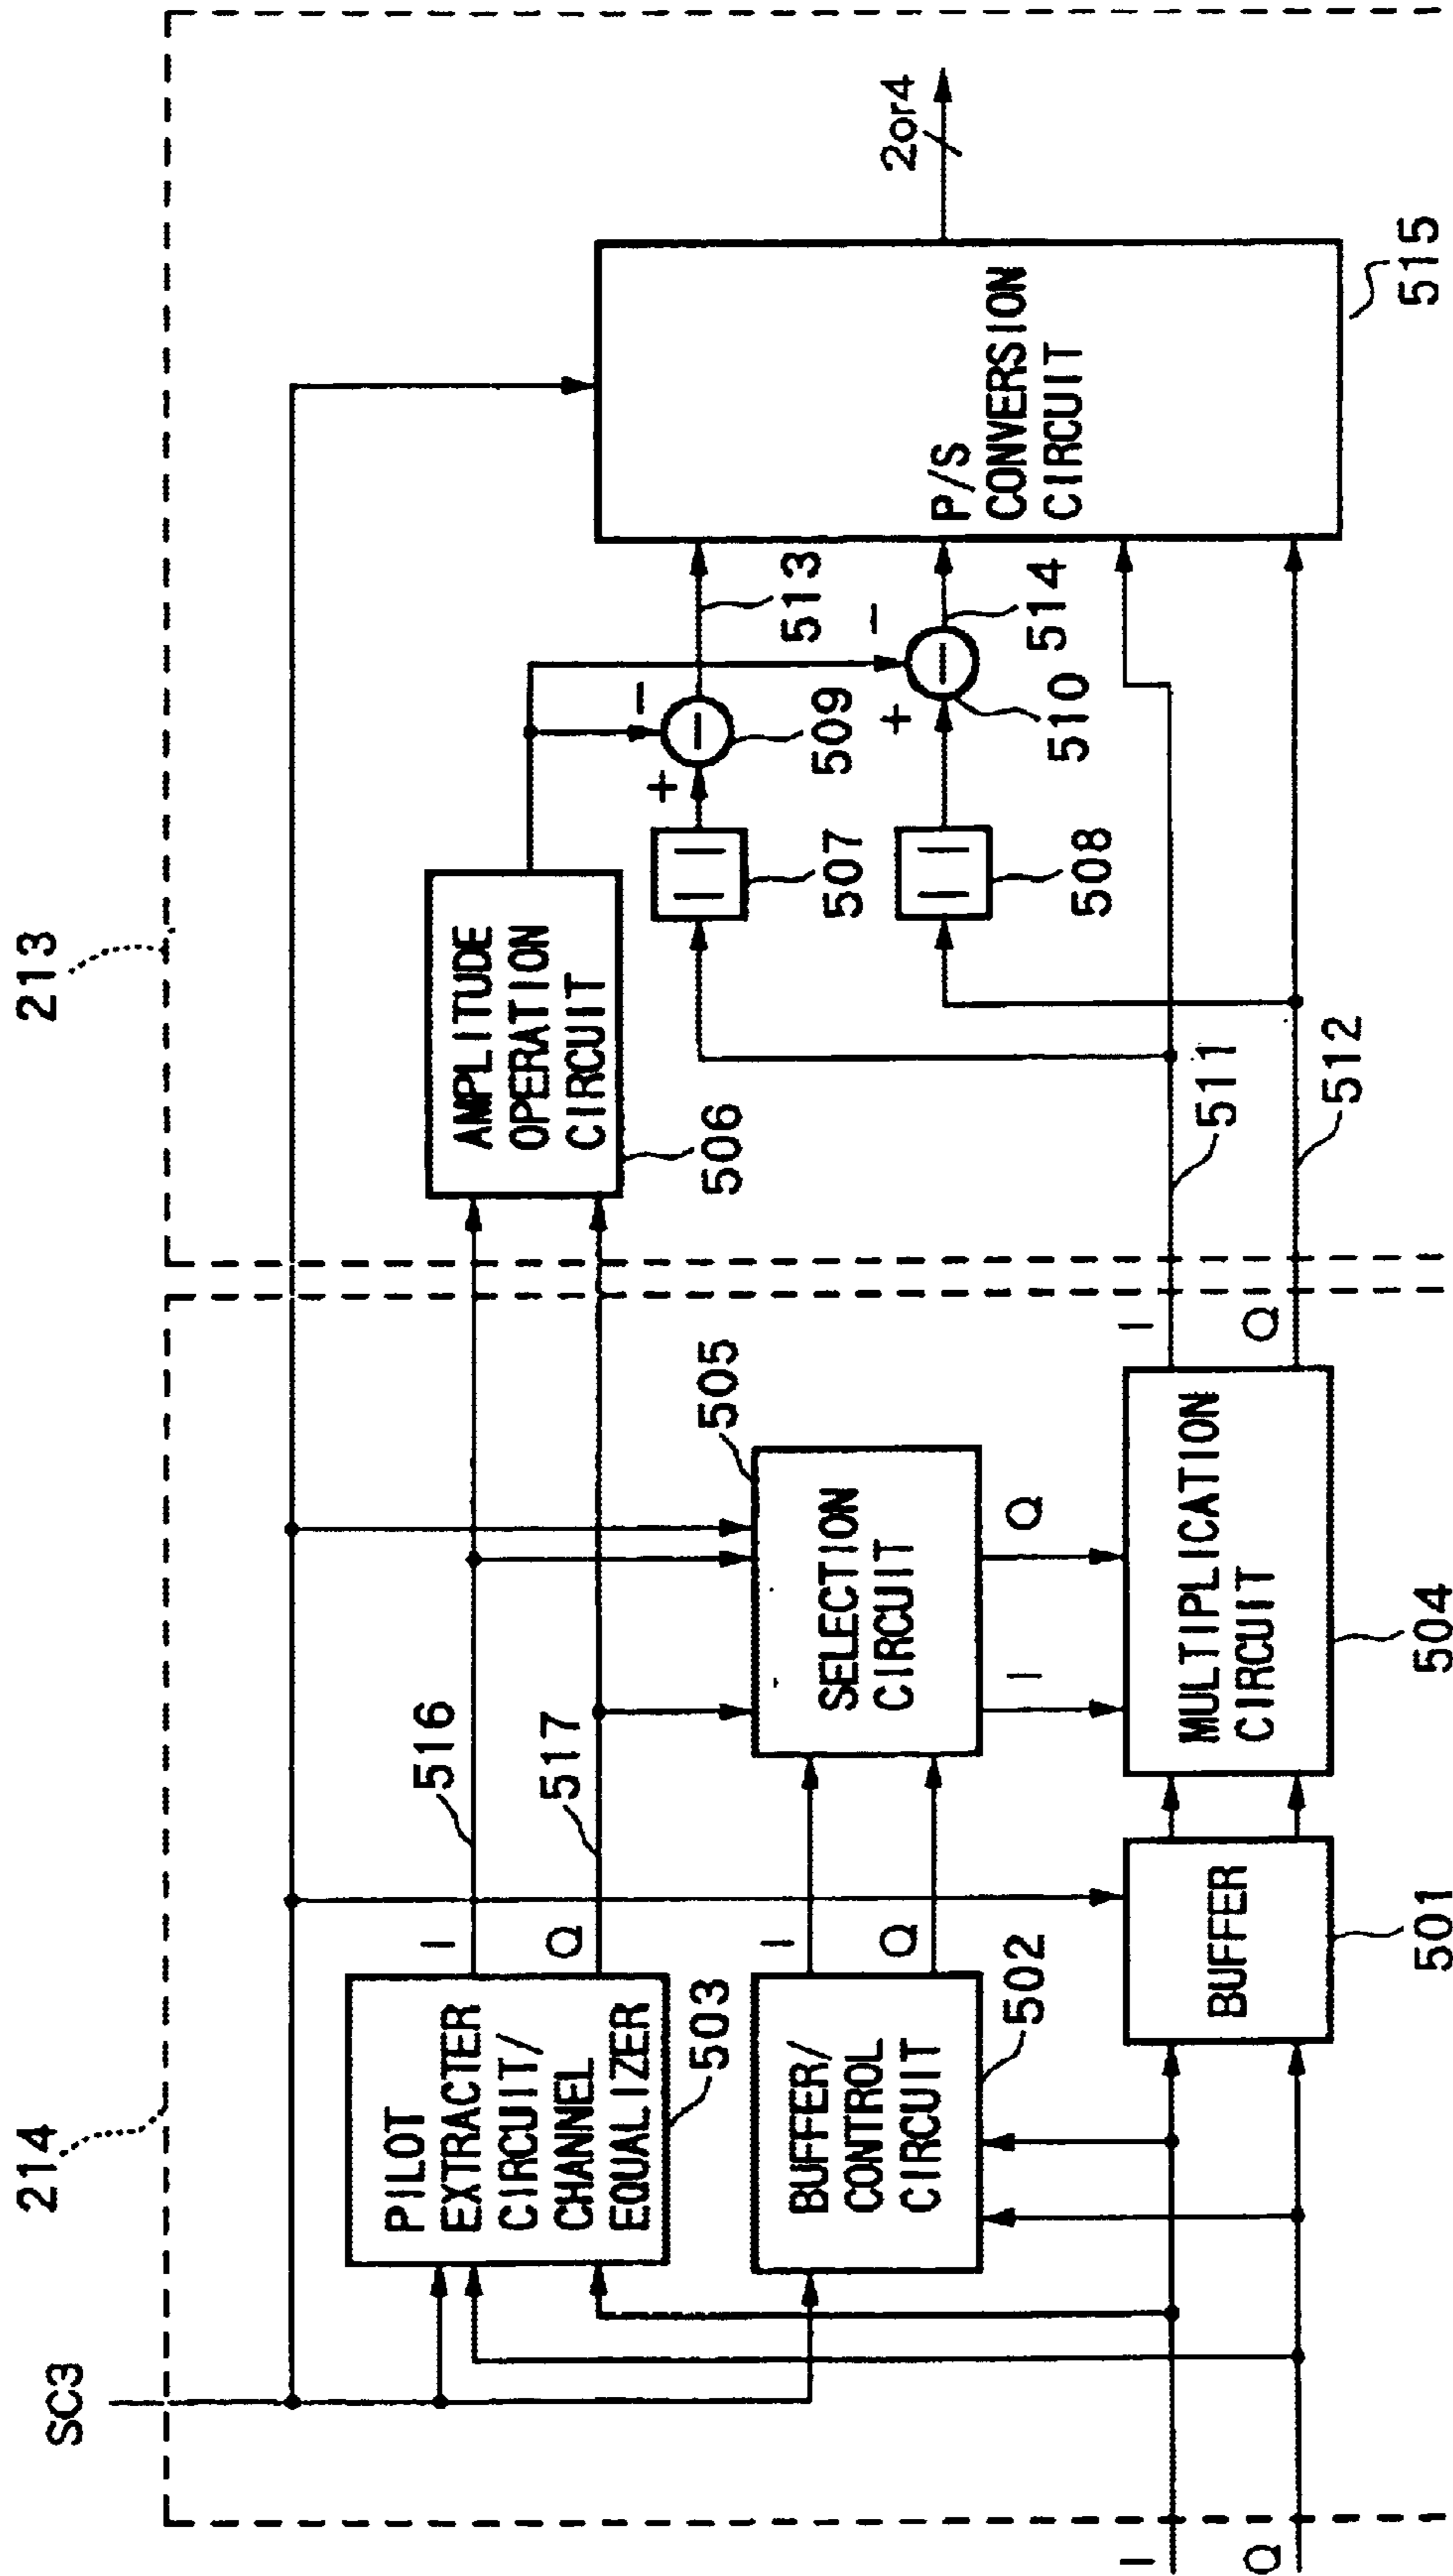 213
214
SC3
2or4
P/S
CONVERSION
CIRCUIT
515
AMPLITUDE
OPERATION
CIRCUIT
506
+
-
-
509
513
| |
507
+
-
-
510
514
| |
508
511
512
I
Q
516
517
505
SELECTION
CIRCUIT
Q
I
MULTIPLICATION
CIRCUIT
504
I
Q
PILOT
EXTRACTER
CIRCUIT/
CHANNEL
EQUALIZER
503
I
Q
BUFFER/
CONTROL
CIRCUIT
502
BUFFER
501
I
Q